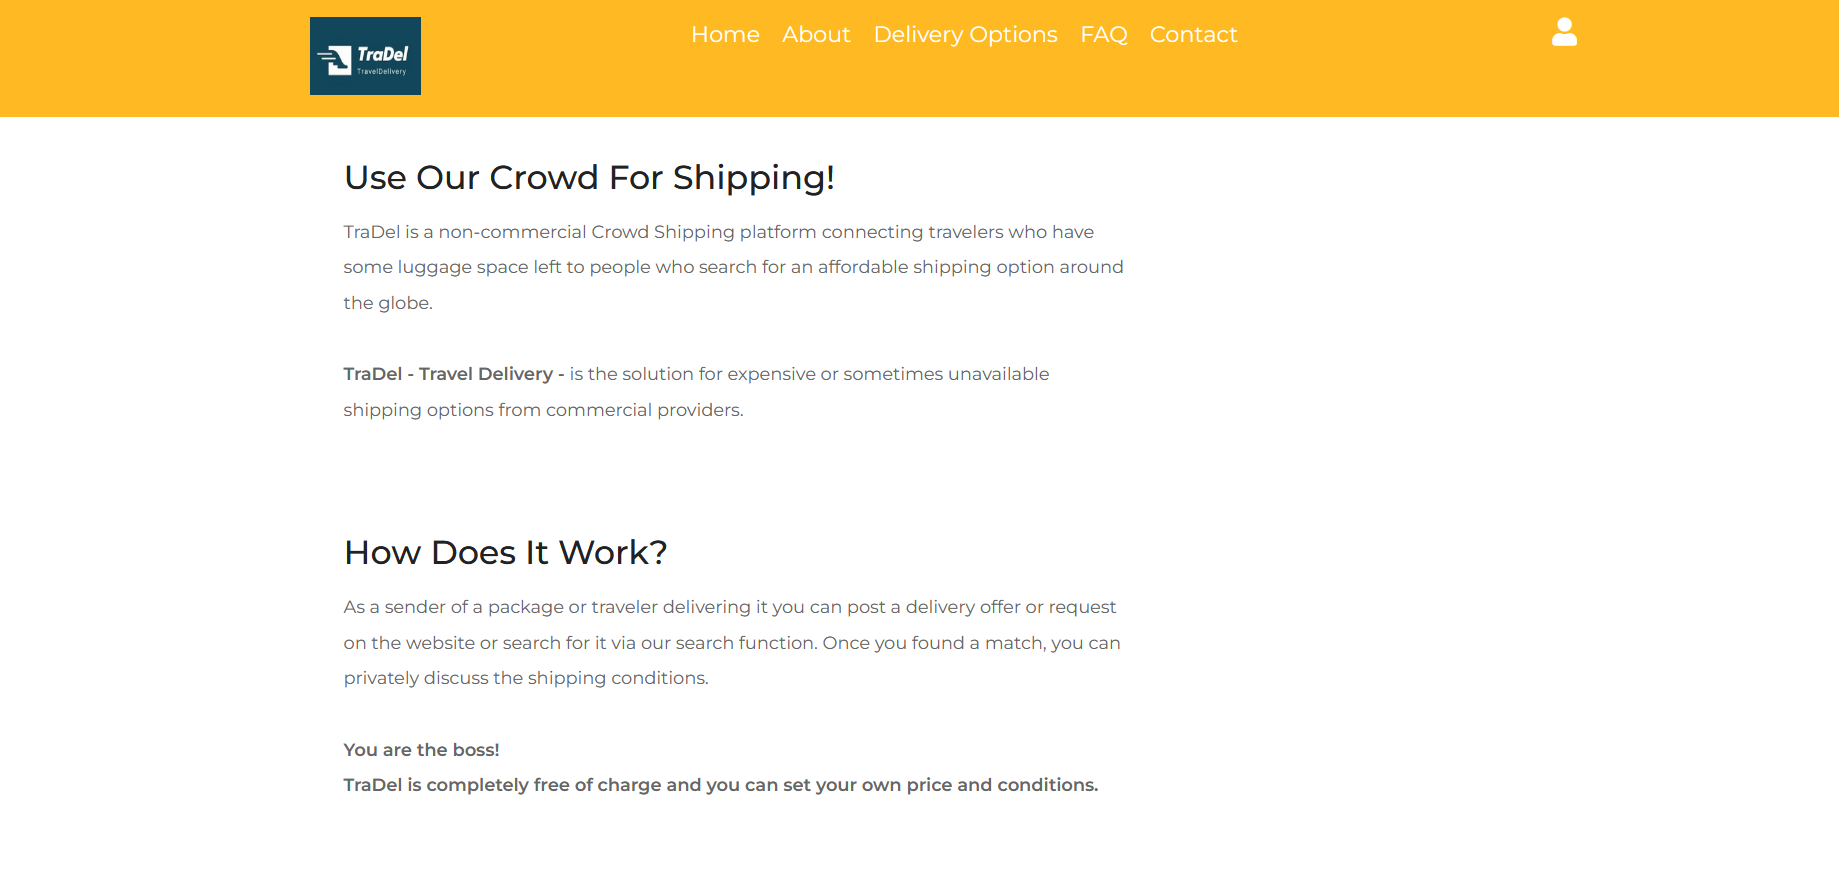 TraDel
TravelDelivery
Home About Delivery Options FAQ Contact
Use Our Crowd For Shipping!
TraDel is a non-commercial Crowd Shipping platform connecting travelers who have
some luggage space left to people who search for an affordable shipping option around
the globe.
TraDel - Travel Delivery - is the solution for expensive or sometimes unavailable
shipping options from commercial providers.
How Does It Work?
As a sender of a package or traveler delivering it you can post a delivery offer or request
on the website or search for it via our search function. Once you found a match, you can
privately discuss the shipping conditions.
You are the boss!
TraDel is completely free of charge and you can set your own price and conditions.